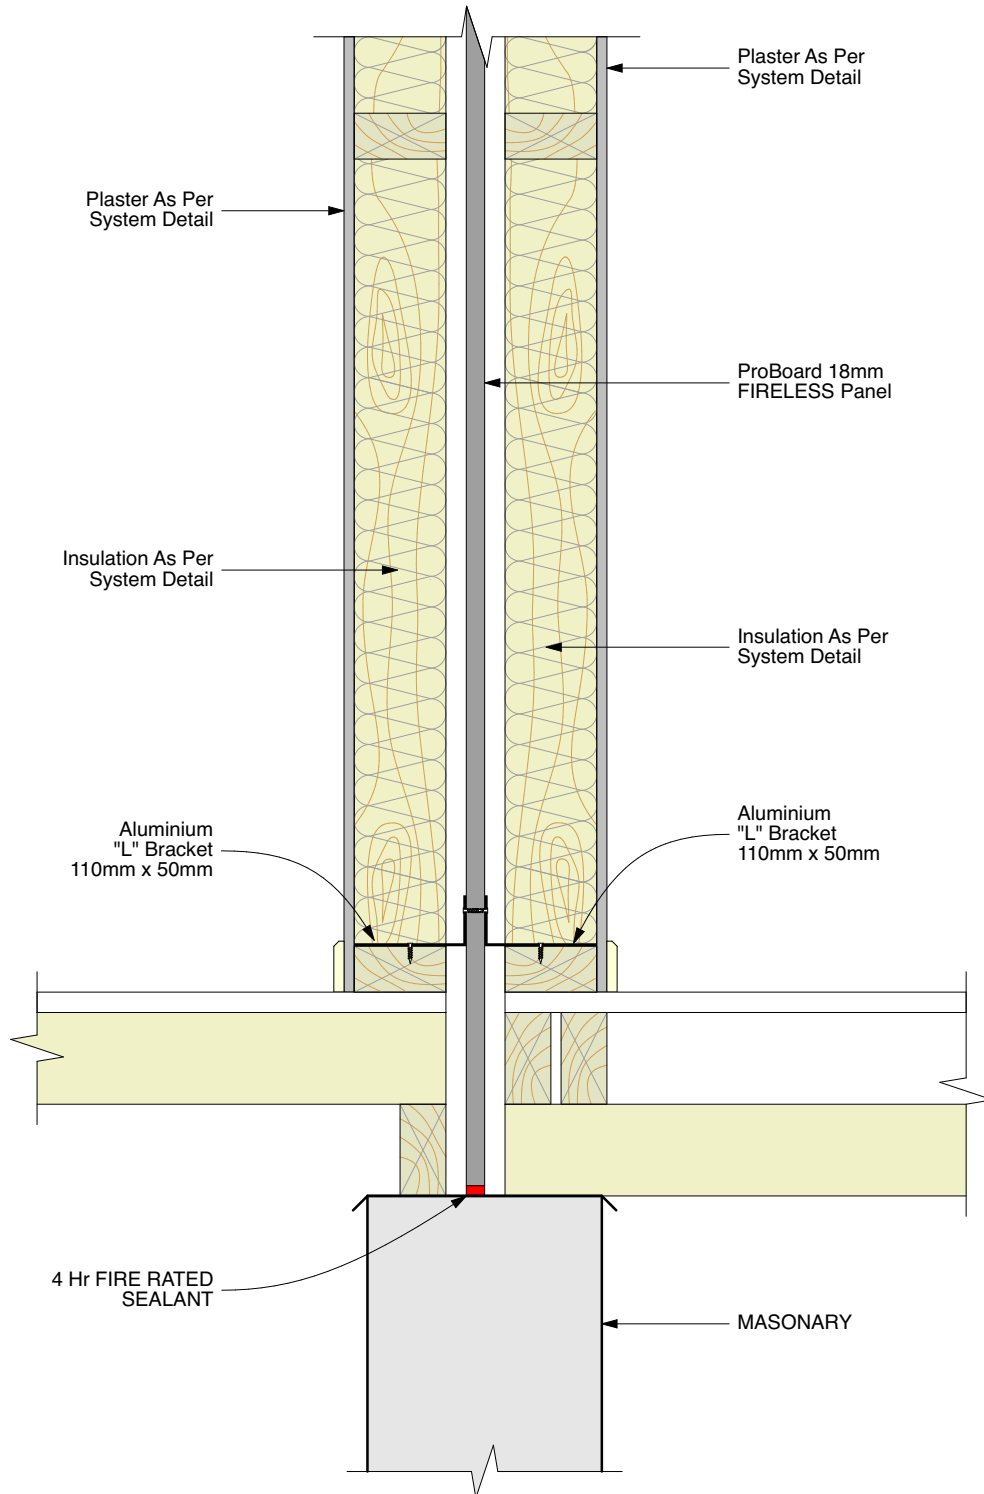 Plaster As Per
System Detail
Plaster As Per
System Detail
ProBoard 18mm
FIRELESS Panel
Insulation As Per
System Detail
Insulation As Per
System Detail
Aluminium
"L" Bracket
110mm x 50mm
Aluminium
"L" Bracket
110mm x 50mm
4 Hr FIRE RATED
SEALANT
MASONARY